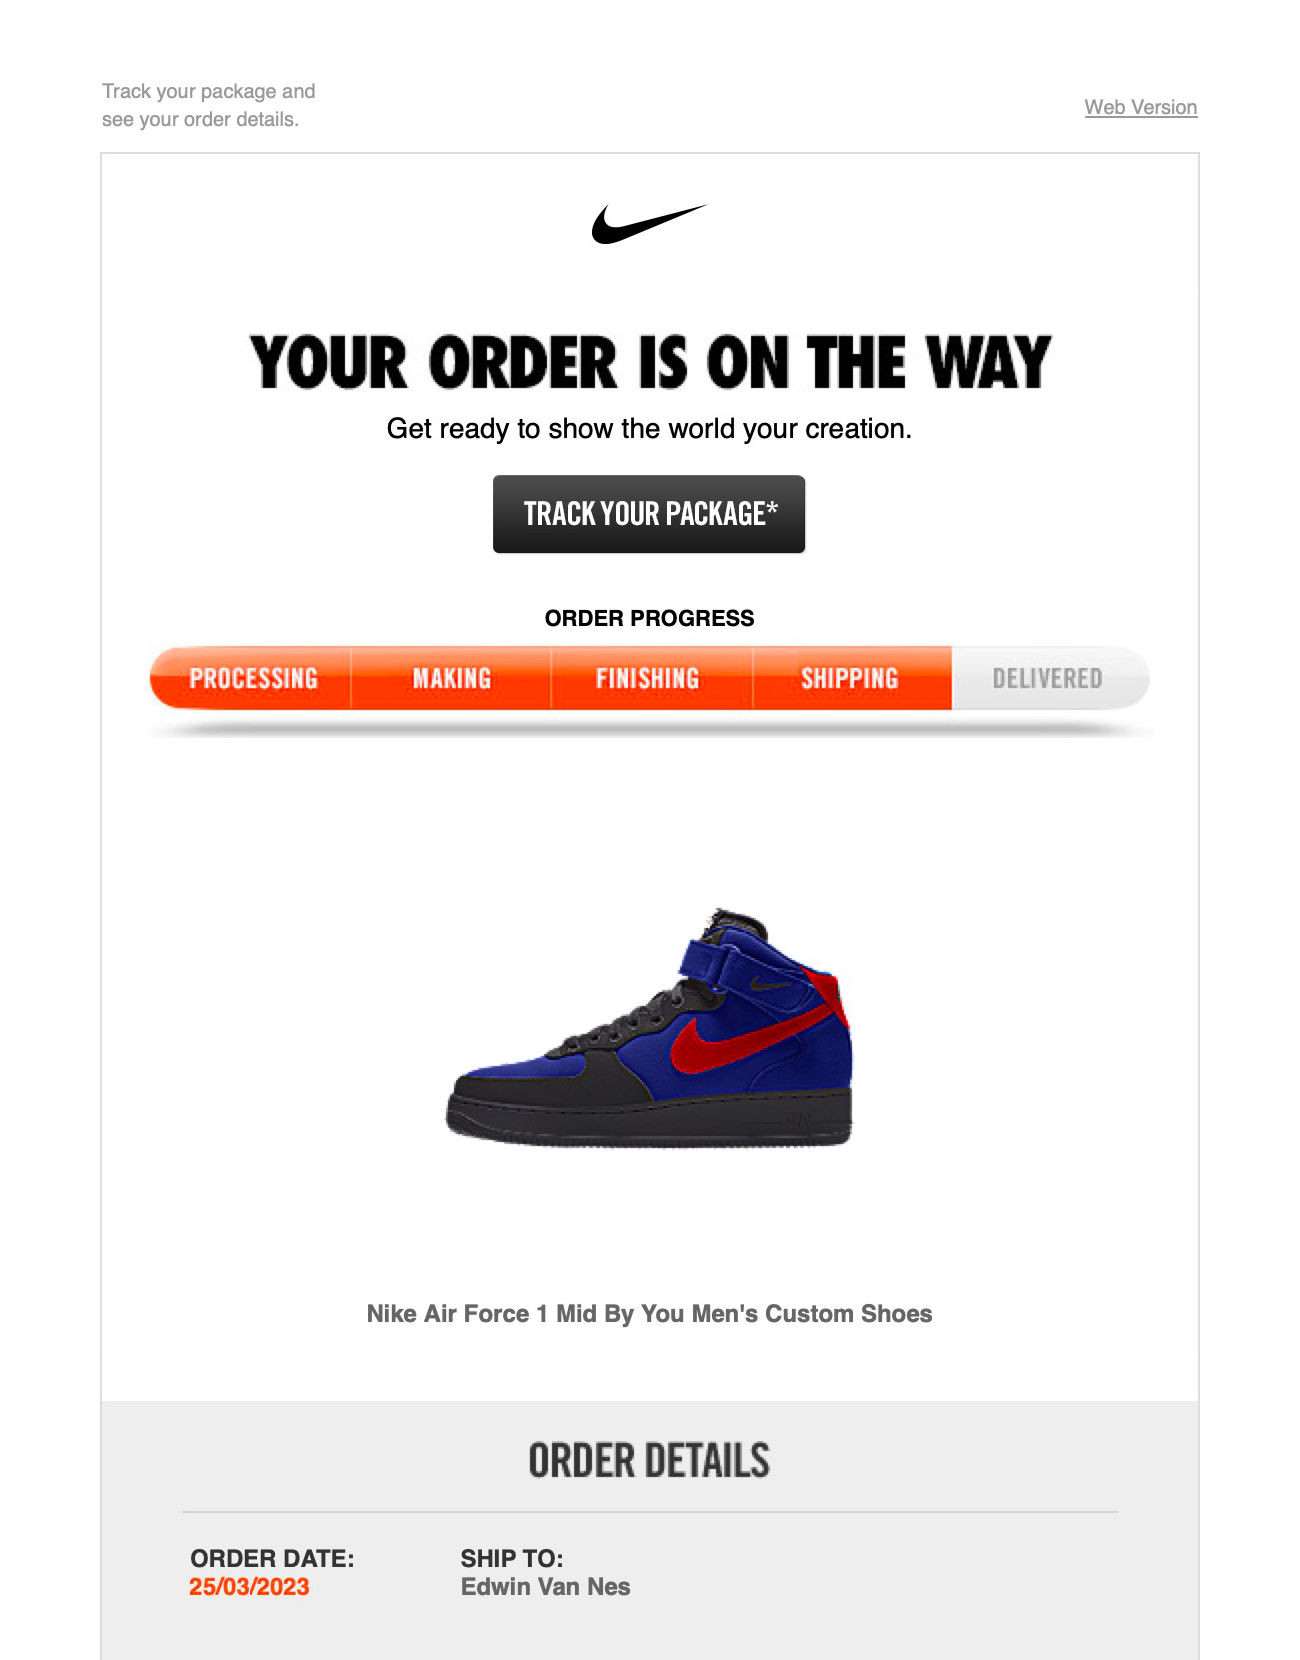 Track your package and
see your order details.
Web Version
YOUR ORDER IS ON THE WAY
Get ready to show the world your creation.
TRACK YOUR PACKAGE*
ORDER PROGRESS
PROCESSING MAKING FINISHING SHIPPING DELIVERED
Nike Air Force 1 Mid By You Men's Custom Shoes
ORDER DETAILS
ORDER DATE: SHIP TO:
25/03/2023 Edwin Van Nes